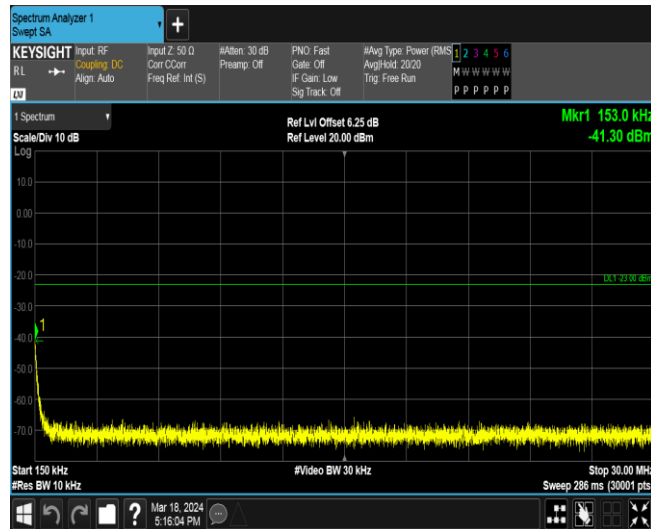 Spectrum Analyzer 1
Swept SA
+
KEYSIGHT Input: RF Input Z: 50 Ω #Atten: 30 dB PNO: Fast #Avg Type: Power (RMS 1 2 3 4 5 6
RL Coupling: DC Corr CCorr Preamp: Off Gate: Off Avg|Hold: 20/20 M W W W W W
Align: Auto Freq Ref: Int (S) IF Gain: Low Trig: Free Run
Sig Track: Off P P P P P P
LXI
1 Spectrum Ref Lvl Offset 6.25 dB Mkr1 153.0 kHz
Scale/Div 10 dB Ref Level 20.00 dBm -41.30 dBm
Log
10.0
0.00
-10.0
-20.0
DL1 -23.00 dBm
-30.0
1
-40.0
-50.0
-60.0
-70.0
Start 150 kHz #Video BW 30 kHz Stop 30.00 MHz
#Res BW 10 kHz Sweep 286 ms (30001 pts)
? Mar 18, 2024
5:16:04 PM